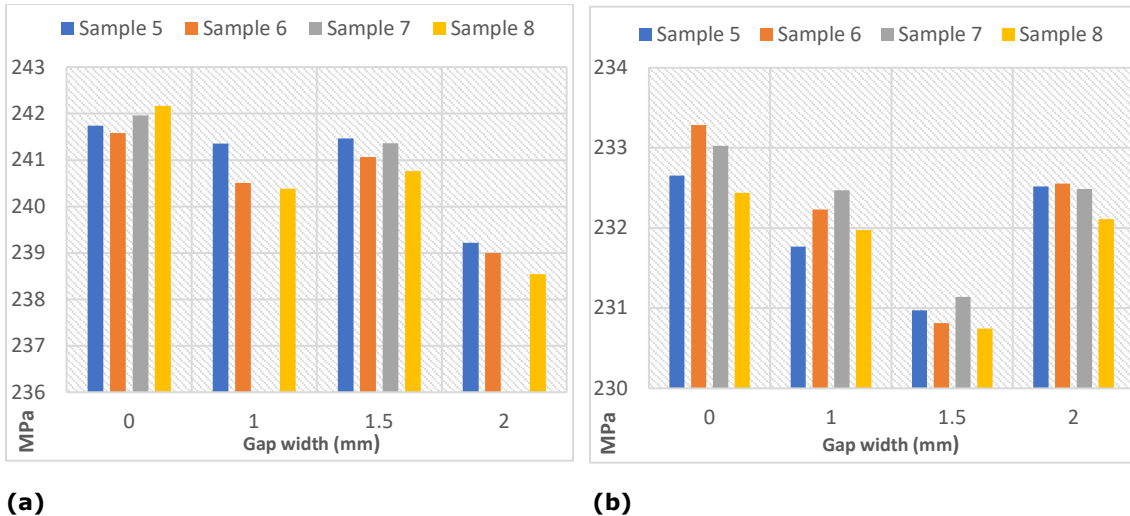 Sample 5 Sample 6 Sample 7 Sample 8
243
242
241
240
239
238
237
236
0 1 1.5 2
MPa
Gap width (mm)
(a)
Sample 5 Sample 6 Sample 7 Sample 8
234
233
232
231
230
0 1 1.5 2
MPa
Gap width (mm)
(b)